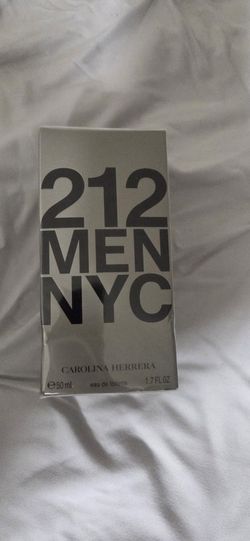 212
MEN
NYC
CAROLINA HERRERA
℮50 ml eau de toilette 1.7 FL.OZ